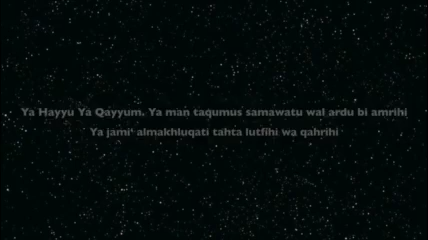 Ya Hayyu Ya Qayyum. Ya man taqumus samawatu wal ardu bi amrihi
Ya jami‘ almakhluqati tahta lutfihi wa qahrihi